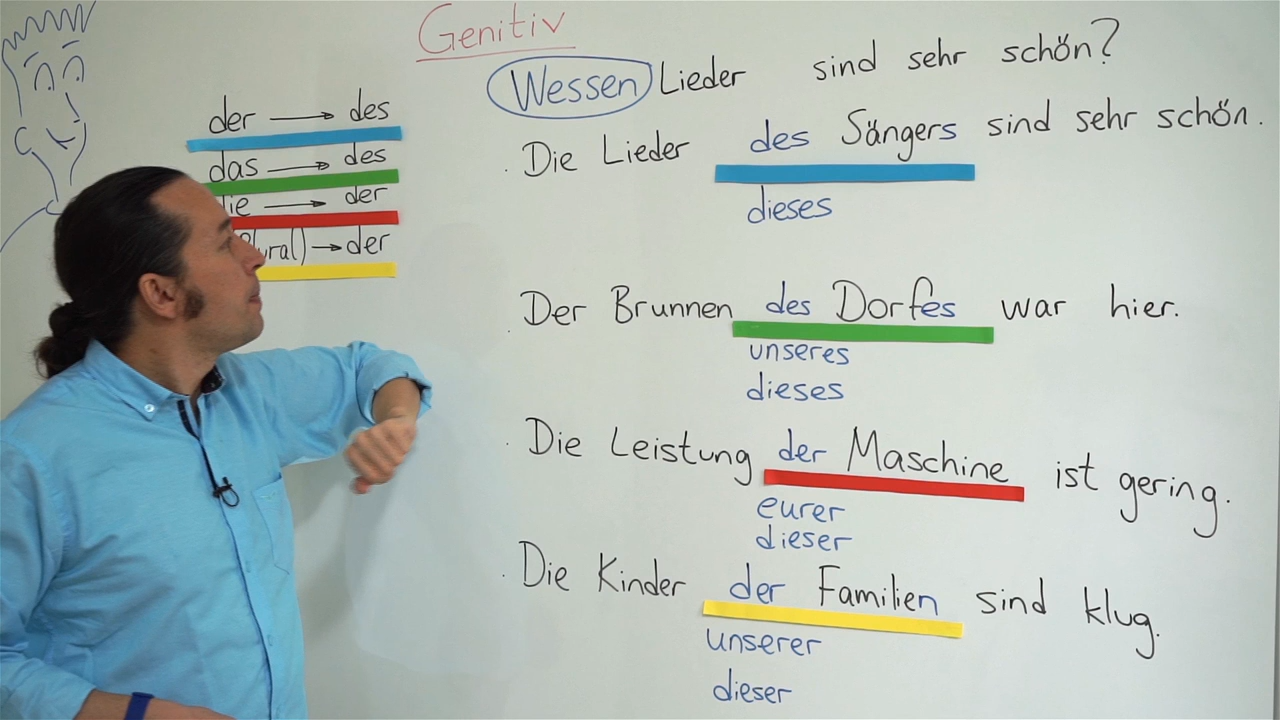 Genitiv
Wessen Lieder sind sehr schön?
der → des
das → des
die → der
(Plural) → der
Die Lieder des Sängers sind sehr schön.
dieses
Der Brunnen des Dorfes war hier.
unseres
dieses
Die Leistung der Maschine ist gering.
eurer
dieser
Die Kinder der Familien sind klug.
unserer
dieser